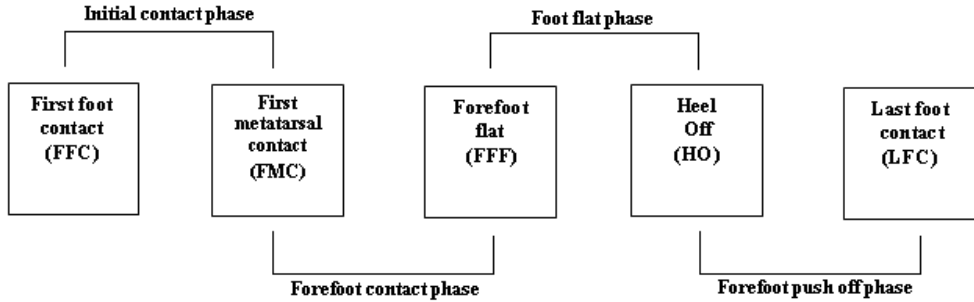 Initial contact phase
Foot flat phase
First foot
contact
(FFC)
First
metatarsal
contact
(FMC)
Forefoot
flat
(FFF)
Heel
Off
(HO)
Last foot
contact
(LFC)
Forefoot contact phase
Forefoot push off phase